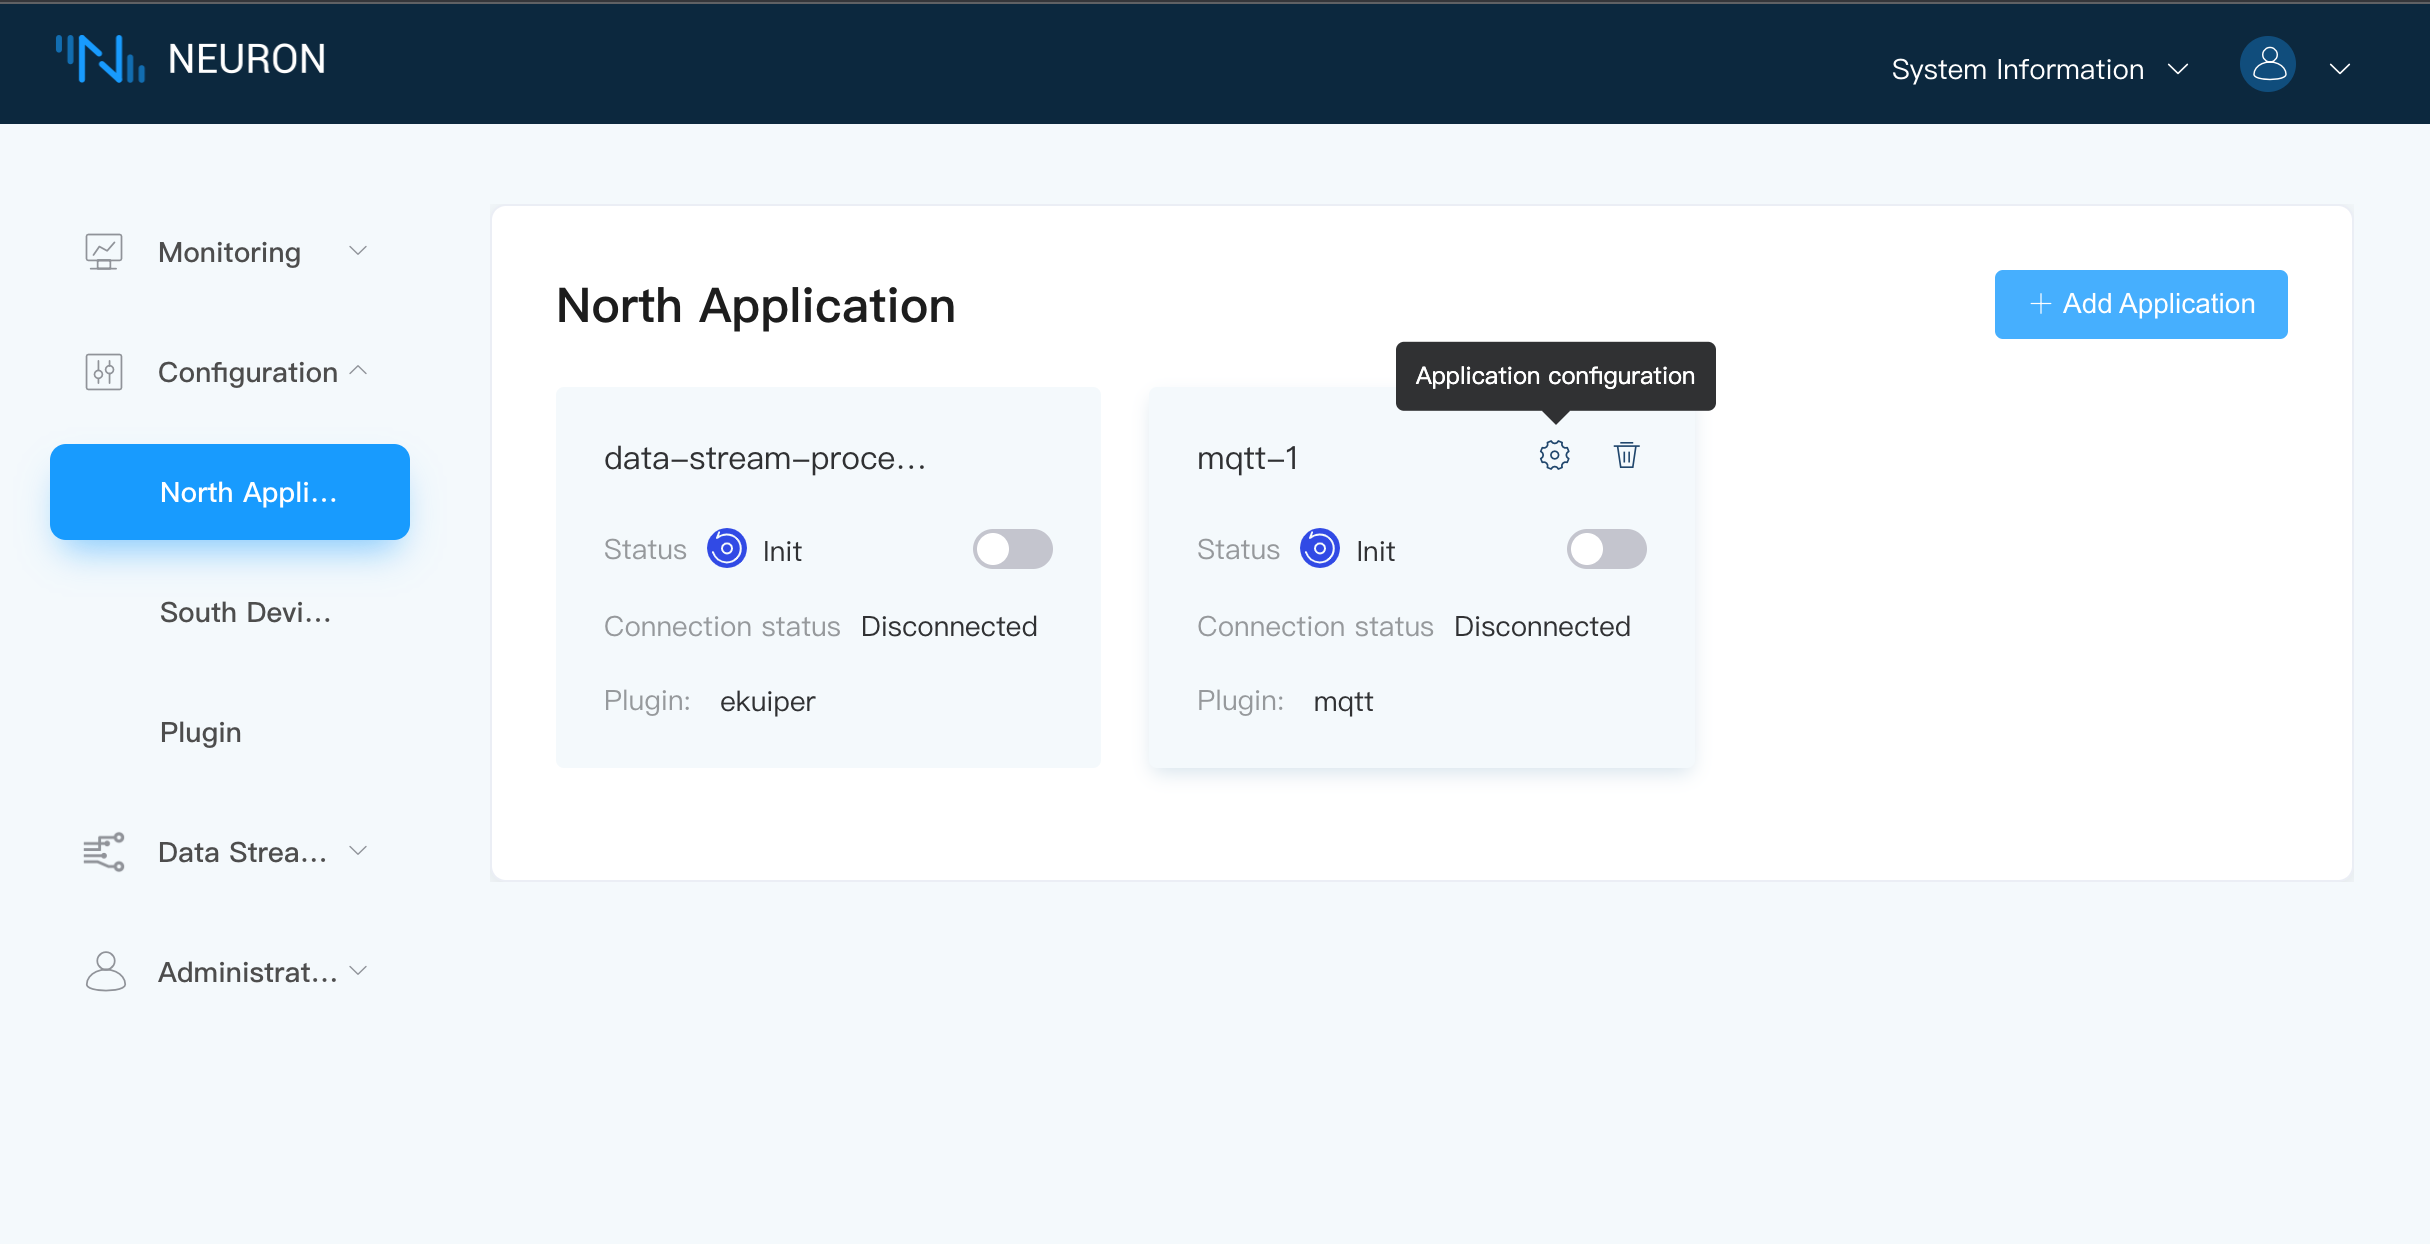 NEURON
System Information
Monitoring
Configuration
North Appli...
South Devi...
Plugin
Data Strea...
Administrat...
North Application
+ Add Application
Application configuration
data-stream-proce...
Status Init
Connection status Disconnected
Plugin: ekuiper
mqtt-1
Status Init
Connection status Disconnected
Plugin: mqtt